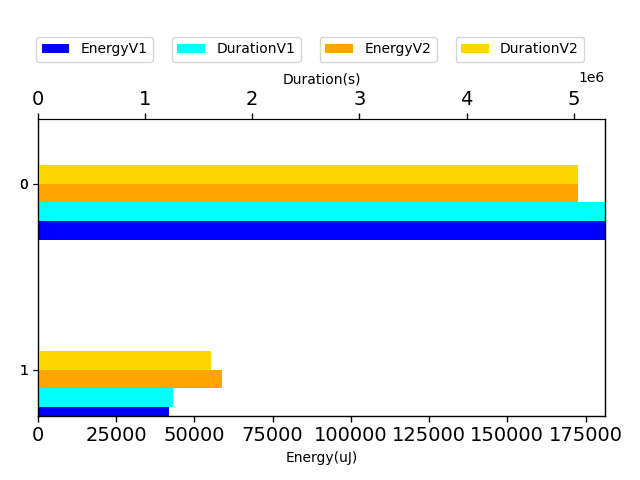 EnergyV1 DurationV1 EnergyV2 DurationV2
Duration(s)
1e6
0 1 2 3 4 5
0
1
0 25000 50000 75000 100000 125000 150000 175000
Energy(uJ)